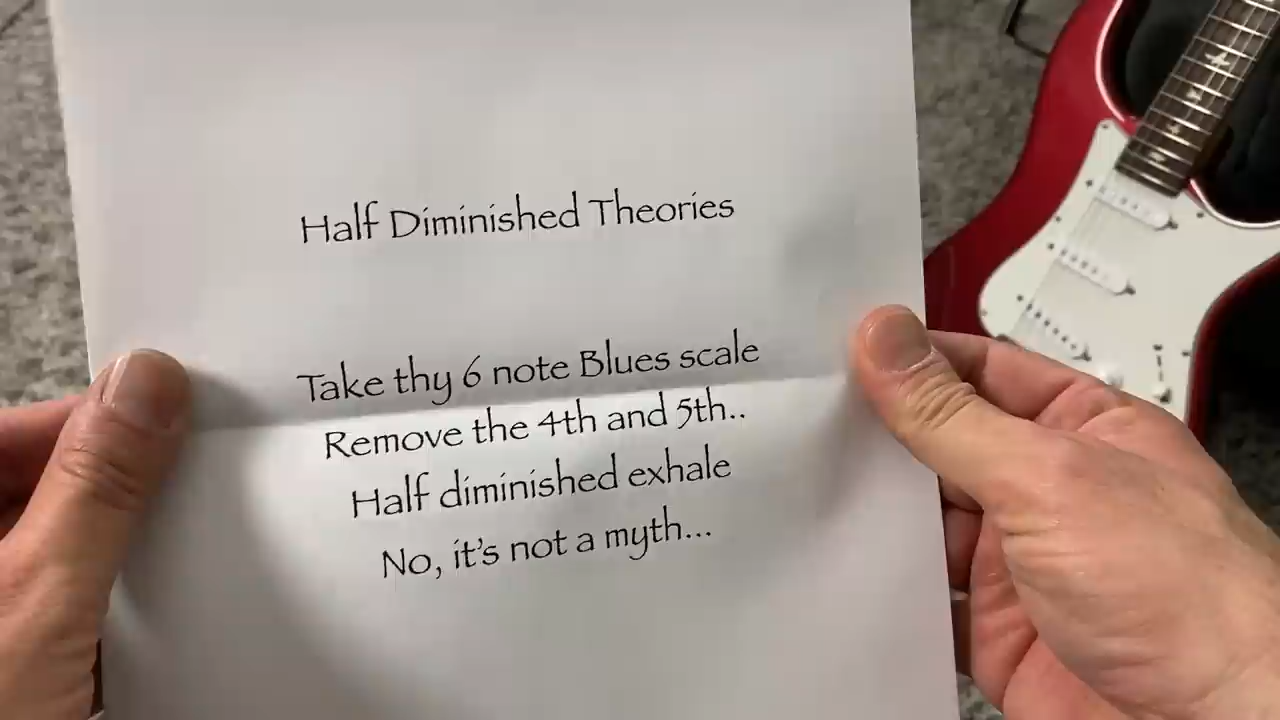 Half Diminished Theories
Take thy 6 note Blues scale
Remove the 4th and 5th..
Half diminished exhale
No, it's not a myth...